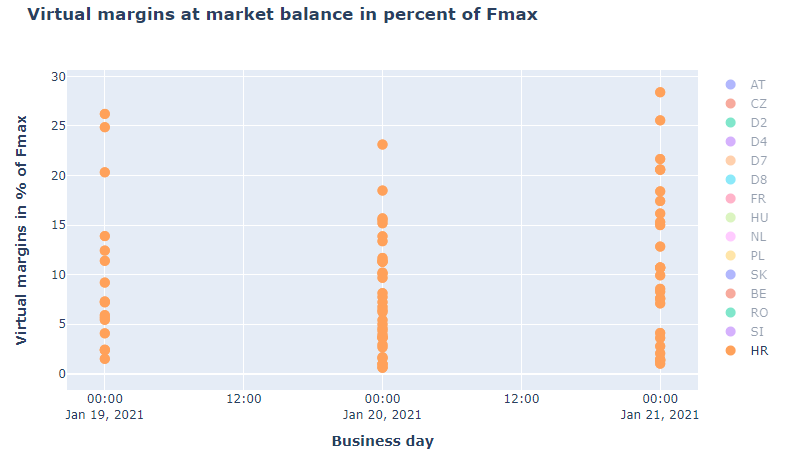 Virtual margins at market balance in percent of Fmax
Virtual margins in % of Fmax
30
25
20
15
10
5
0
00:00
Jan 19, 2021
12:00
00:00
Jan 20, 2021
12:00
00:00
Jan 21, 2021
Business day
AT
CZ
D2
D4
D7
D8
FR
HU
NL
PL
SK
BE
RO
SI
HR